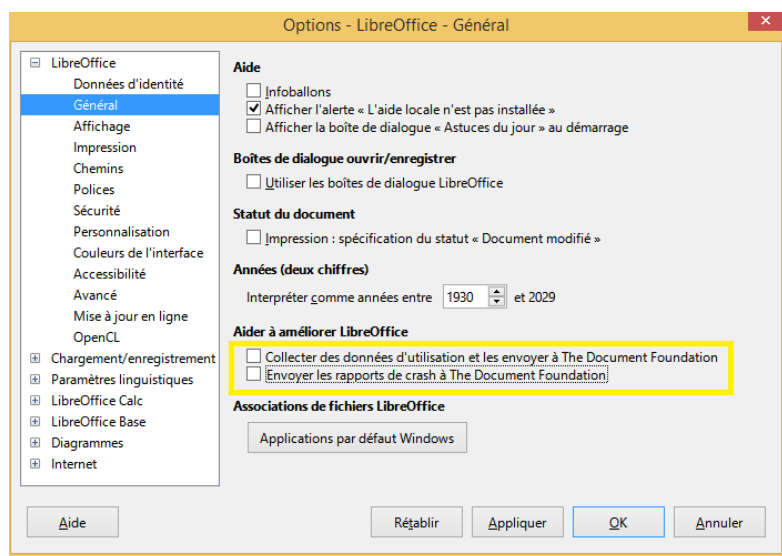 Options - LibreOffice - Général
LibreOffice
Données d'identité
Général
Affichage
Impression
Chemins
Polices
Sécurité
Personnalisation
Couleurs de l'interface
Accessibilité
Avancé
Mise à jour en ligne
OpenCL
Chargement/enregistrement
Paramètres linguistiques
LibreOffice Calc
LibreOffice Base
Diagrammes
Internet
Aide
Infoballons
Afficher l'alerte « L'aide locale n'est pas installée »
Afficher la boîte de dialogue « Astuces du jour » au démarrage
Boîtes de dialogue ouvrir/enregistrer
Utiliser les boîtes de dialogue LibreOffice
Statut du document
Impression : spécification du statut « Document modifié »
Années (deux chiffres)
Interpréter comme années entre 1930 et 2029
Aider à améliorer LibreOffice
Collecter des données d'utilisation et les envoyer à The Document Foundation
Envoyer les rapports de crash à The Document Foundation
Associations de fichiers LibreOffice
Applications par défaut Windows
Aide Rétablir Appliquer OK Annuler